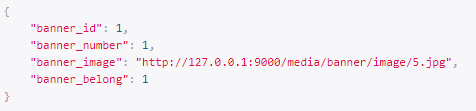 {
"banner_id": 1,
"banner_number": 1,
"banner_image": "http://127.0.0.1:9000/media/banner/image/5.jpg",
"banner_belong": 1
}